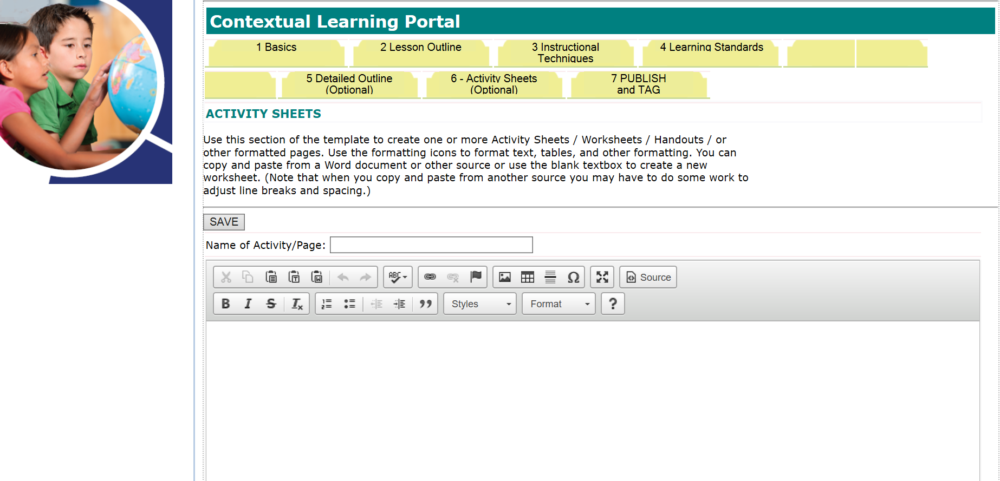 Contextual Learning Portal
1 Basics
2 Lesson Outline
3 Instructional
Techniques
4 Learning Standards
5 Detailed Outline
(Optional)
6 - Activity Sheets
(Optional)
7 PUBLISH
and TAG
ACTIVITY SHEETS
Use this section of the template to create one or more Activity Sheets / Worksheets / Handouts / or
other formatted pages. Use the formatting icons to format text, tables, and other formatting. You can
copy and paste from a Word document or other source or use the blank textbox to create a new
worksheet. (Note that when you copy and paste from another source you may have to do some work to
adjust line breaks and spacing.)
SAVE
Name of Activity/Page:
ABC
Source
Styles
Format